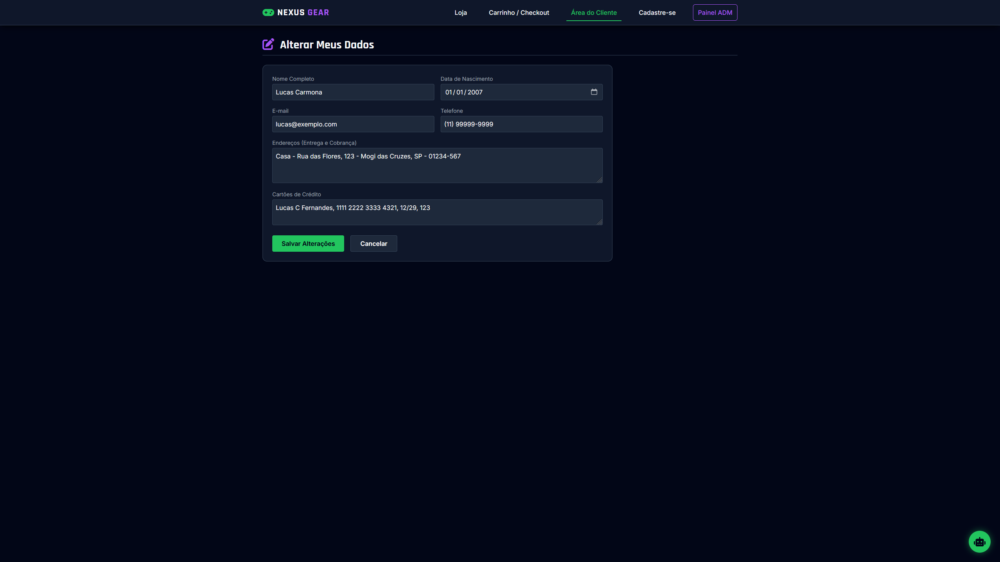 NEXUS GEAR
Loja
Carrinho / Checkout
Área do Cliente
Cadastre-se
Painel ADM
Alterar Meus Dados
Nome Completo
Lucas Carmona
Data de Nascimento
01/01/2007
E-mail
lucas@exemplo.com
Telefone
(11) 99999-9999
Endereços (Entrega e Cobrança)
Casa - Rua das Flores, 123 - Mogi das Cruzes, SP - 01234-567
Cartões de Crédito
Lucas C Fernandes, 1111 2222 3333 4321, 12/29, 123
Salvar Alterações
Cancelar